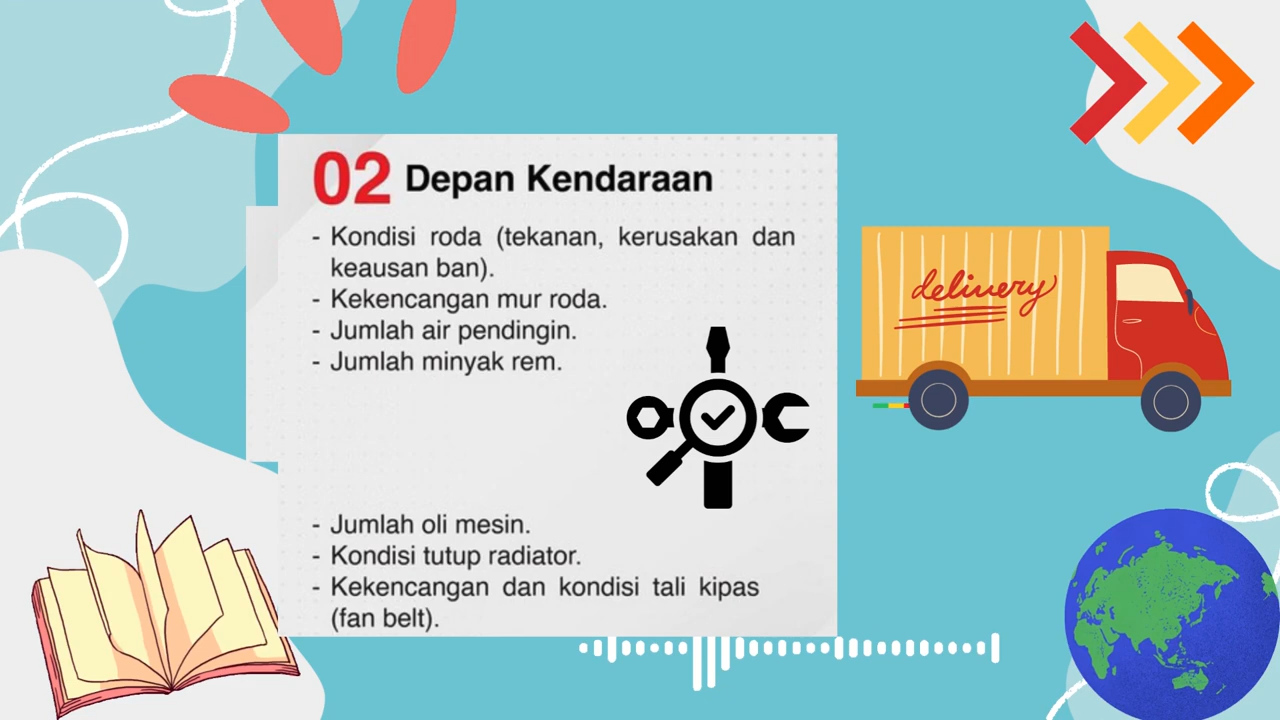 02 Depan Kendaraan
- Kondisi roda (tekanan, kerusakan dan
keausan ban).
- Kekencangan mur roda.
- Jumlah air pendingin.
- Jumlah minyak rem.
- Jumlah oli mesin.
- Kondisi tutup radiator.
- Kekencangan dan kondisi tali kipas
(fan belt).
delivery